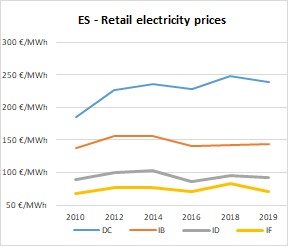 ES - Retail electricity prices
300 €/MWh
250 €/MWh
200 €/MWh
150 €/MWh
100 €/MWh
50 €/MWh
2010 2012 2014 2016 2018 2019
DC IB ID IF